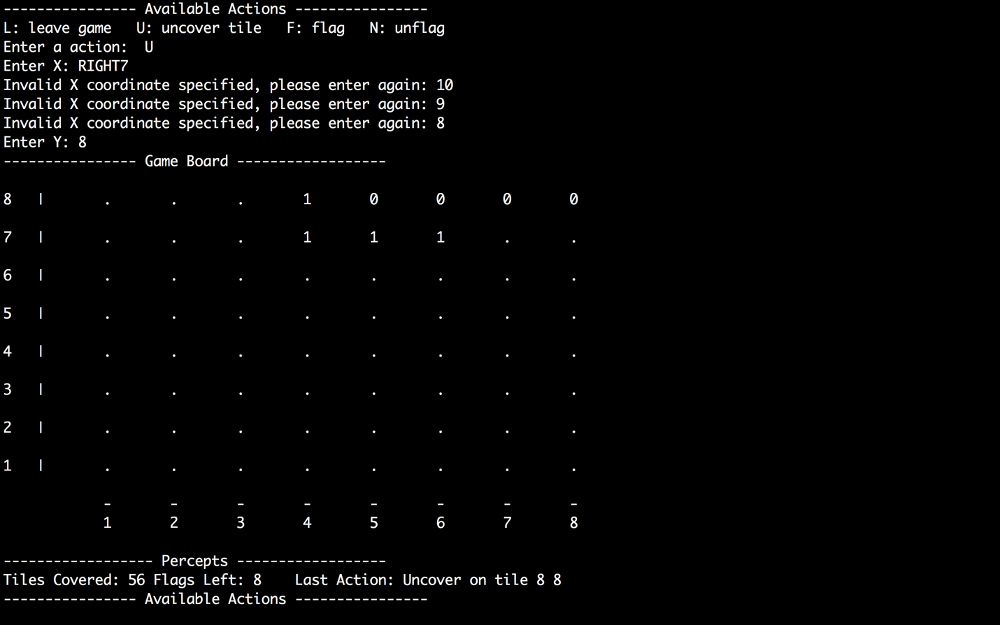 ---------------- Available Actions ----------------
L: leave game   U: uncover tile   F: flag   N: unflag
Enter a action:  U
Enter X: RIGHT7
Invalid X coordinate specified, please enter again: 10
Invalid X coordinate specified, please enter again: 9
Invalid X coordinate specified, please enter again: 8
Enter Y: 8
---------------- Game Board ------------------
8   |       .       .       .       1       0       0       0       0
7   |       .       .       .       1       1       1       .       .
6   |       .       .       .       .       .       .       .       .
5   |       .       .       .       .       .       .       .       .
4   |       .       .       .       .       .       .       .       .
3   |       .       .       .       .       .       .       .       .
2   |       .       .       .       .       .       .       .       .
1   |       .       .       .       .       .       .       .       .
            -       -       -       -       -       -       -       -
            1       2       3       4       5       6       7       8
------------------ Percepts ------------------
Tiles Covered: 56 Flags Left: 8    Last Action: Uncover on tile 8 8
---------------- Available Actions ----------------